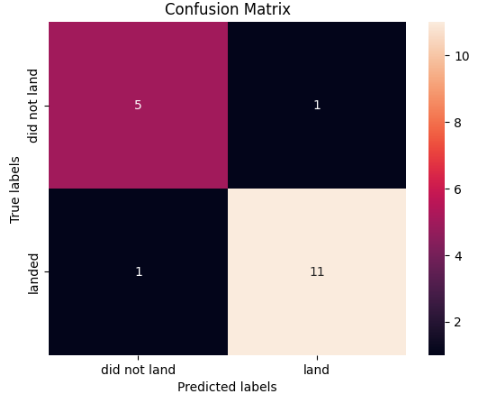 Confusion Matrix
True labels
did not land
5
1
landed
1
11
did not land
land
Predicted labels
10
8
6
4
2